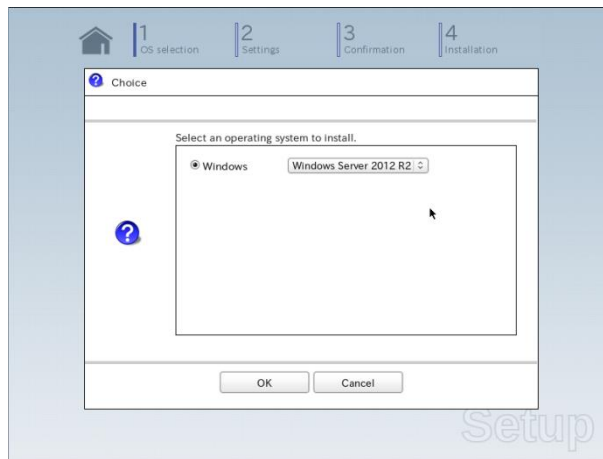 1
OS selection
2
Settings
3
Confirmation
4
Installation
Choice
Select an operating system to install.
Windows
Windows Server 2012 R2
OK
Cancel
Setup